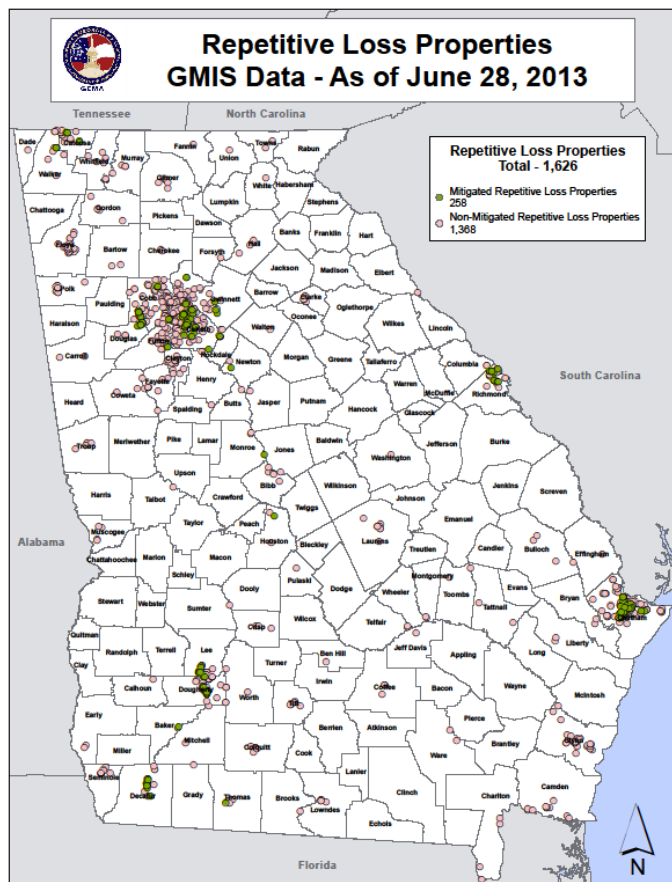 Repetitive Loss Properties
GMIS Data - As of June 28, 2013
GEMA
Tennessee
North Carolina
Repetitive Loss Properties
Total - 1,626
Mitigated Repetitive Loss Properties
258
Non-Mitigated Repetitive Loss Properties
1,368
Dade
Catoosa
Fannin
Towns
Rabun
Walker
Whitfield
Murray
Union
Gilmer
White
Habersham
Chattooga
Gordon
Lumpkin
Stephens
Pickens
Dawson
Banks
Franklin
Hart
Floyd
Bartow
Cherokee
Forsyth
Hall
Jackson
Madison
Elbert
Polk
Paulding
Cobb
Gwinnett
Barrow
Clarke
Oglethorpe
Haralson
Oconee
Wilkes
Lincoln
Douglas
Fulton
DeKalb
Walton
Carroll
Clayton
Rockdale
Newton
Morgan
Greene
Taliaferro
Columbia
South Carolina
Fayette
Henry
Warren
McDuffie
Richmond
Heard
Coweta
Spalding
Butts
Jasper
Putnam
Hancock
Glascock
Troup
Meriwether
Pike
Lamar
Monroe
Jones
Baldwin
Jefferson
Burke
Washington
Upson
Bibb
Wilkinson
Jenkins
Screven
Harris
Talbot
Crawford
Twiggs
Johnson
Emanuel
Taylor
Peach
Muscogee
Houston
Bleckley
Laurens
Candler
Bulloch
Effingham
Alabama
Chattahoochee
Marion
Macon
Treutlen
Schley
Pulaski
Montgomery
Evans
Stewart
Webster
Sumter
Dooly
Dodge
Wheeler
Toombs
Tattnall
Bryan
Chatham
Quitman
Crisp
Wilcox
Telfair
Randolph
Terrell
Lee
Jeff Davis
Appling
Long
Liberty
Clay
Turner
Ben Hill
Calhoun
Dougherty
Worth
Irwin
Coffee
Bacon
Wayne
McIntosh
Tift
Early
Baker
Pierce
Mitchell
Berrien
Atkinson
Miller
Colquitt
Cook
Ware
Brantley
Glynn
Seminole
Lanier
Decatur
Grady
Thomas
Brooks
Lowndes
Clinch
Camden
Charlton
Echols
Florida
N